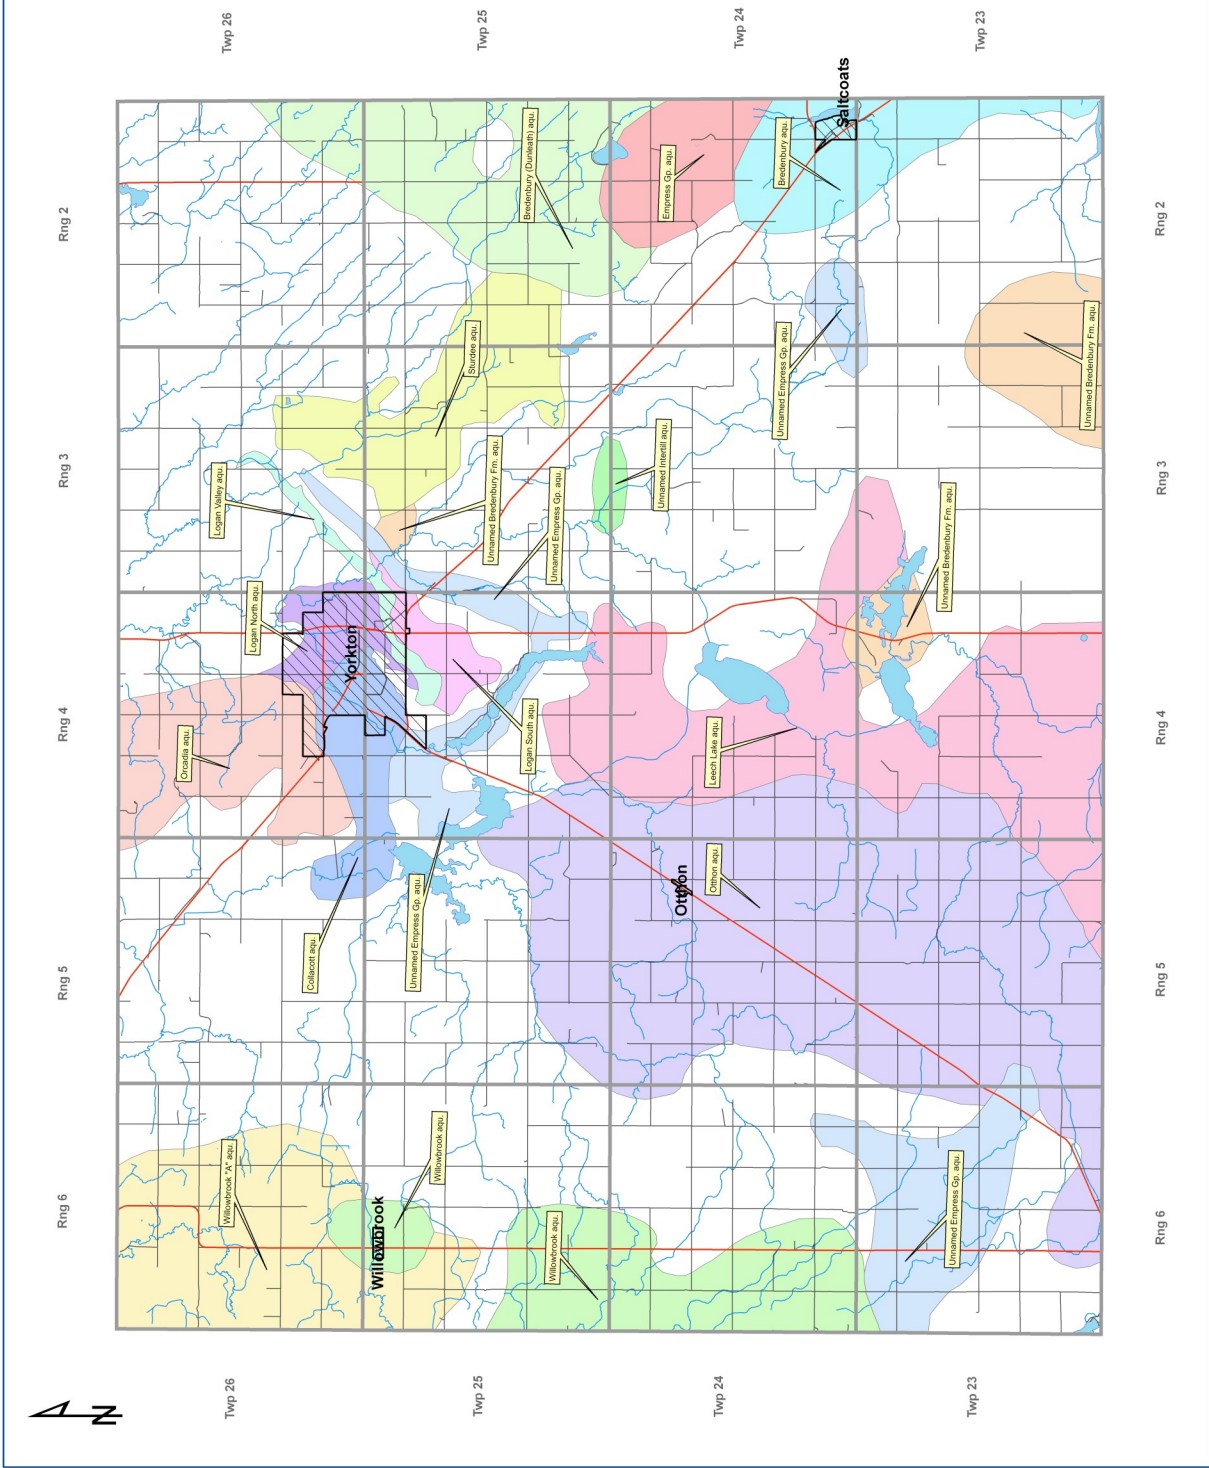 N
Rng 6
Rng 5
Rng 4
Rng 3
Rng 2
Twp 26
Twp 26
Willowbrook "A" aqu.
Orcadia aqu.
Logan Valley aqu.
Logan North aqu.
Collacott aqu.
Yorkton
Willowbrook
Willowbrook aqu.
Unnamed Empress Gp. aqu.
Sturdee aqu.
Unnamed Bredenbury Fm. aqu.
Twp 25
Twp 25
Bredenbury (Dunleath) aqu.
Logan South aqu.
Unnamed Empress Gp. aqu.
Willowbrook aqu.
Empress Gp. aqu.
Unnamed Intertill aqu.
Otthon
Otthon aqu.
Leech Lake aqu.
Twp 24
Twp 24
Bredenbury aqu.
Unnamed Empress Gp. aqu.
Saltcoats
Unnamed Bredenbury Fm. aqu.
Unnamed Empress Gp. aqu.
Twp 23
Twp 23
Unnamed Bredenbury Fm. aqu.
Rng 6
Rng 5
Rng 4
Rng 3
Rng 2